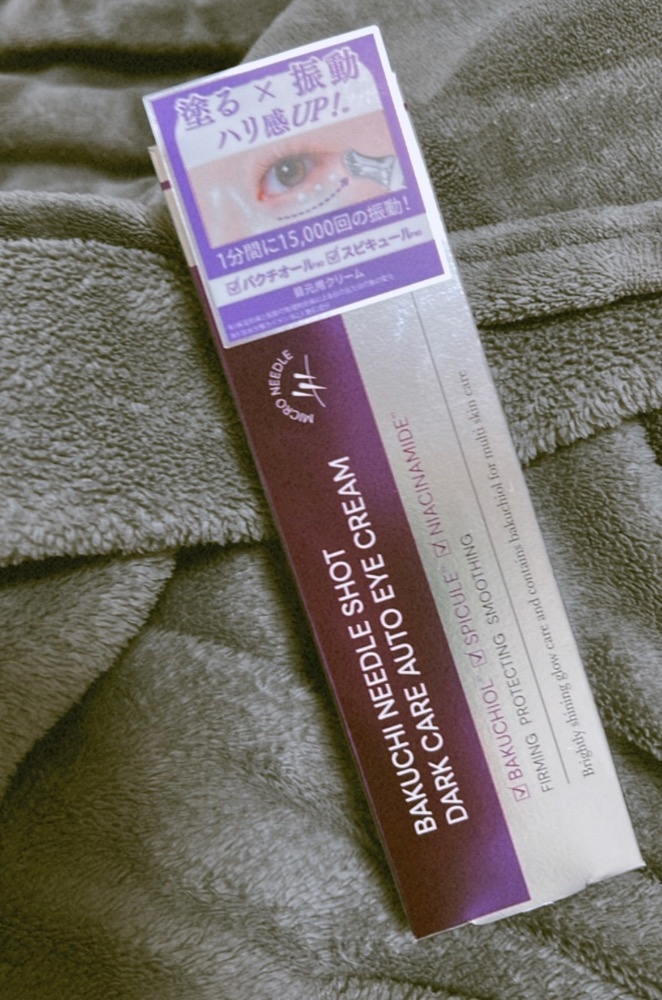 塗る × 振動
ハリ感UP!
1分間に15,000回の振動!
☑バクチオール ☑スピキュール
目元用クリーム
MICRO NEEDLE
BAKUCHI NEEDLE SHOT
DARK CARE AUTO EYE CREAM
☑ BAKUCHIOL ☑ SPICULE ☑ NIACINAMIDE
FIRMING PROTECTING SMOOTHING
Brightly shining glow care and contains bakuchiol for multi skin care